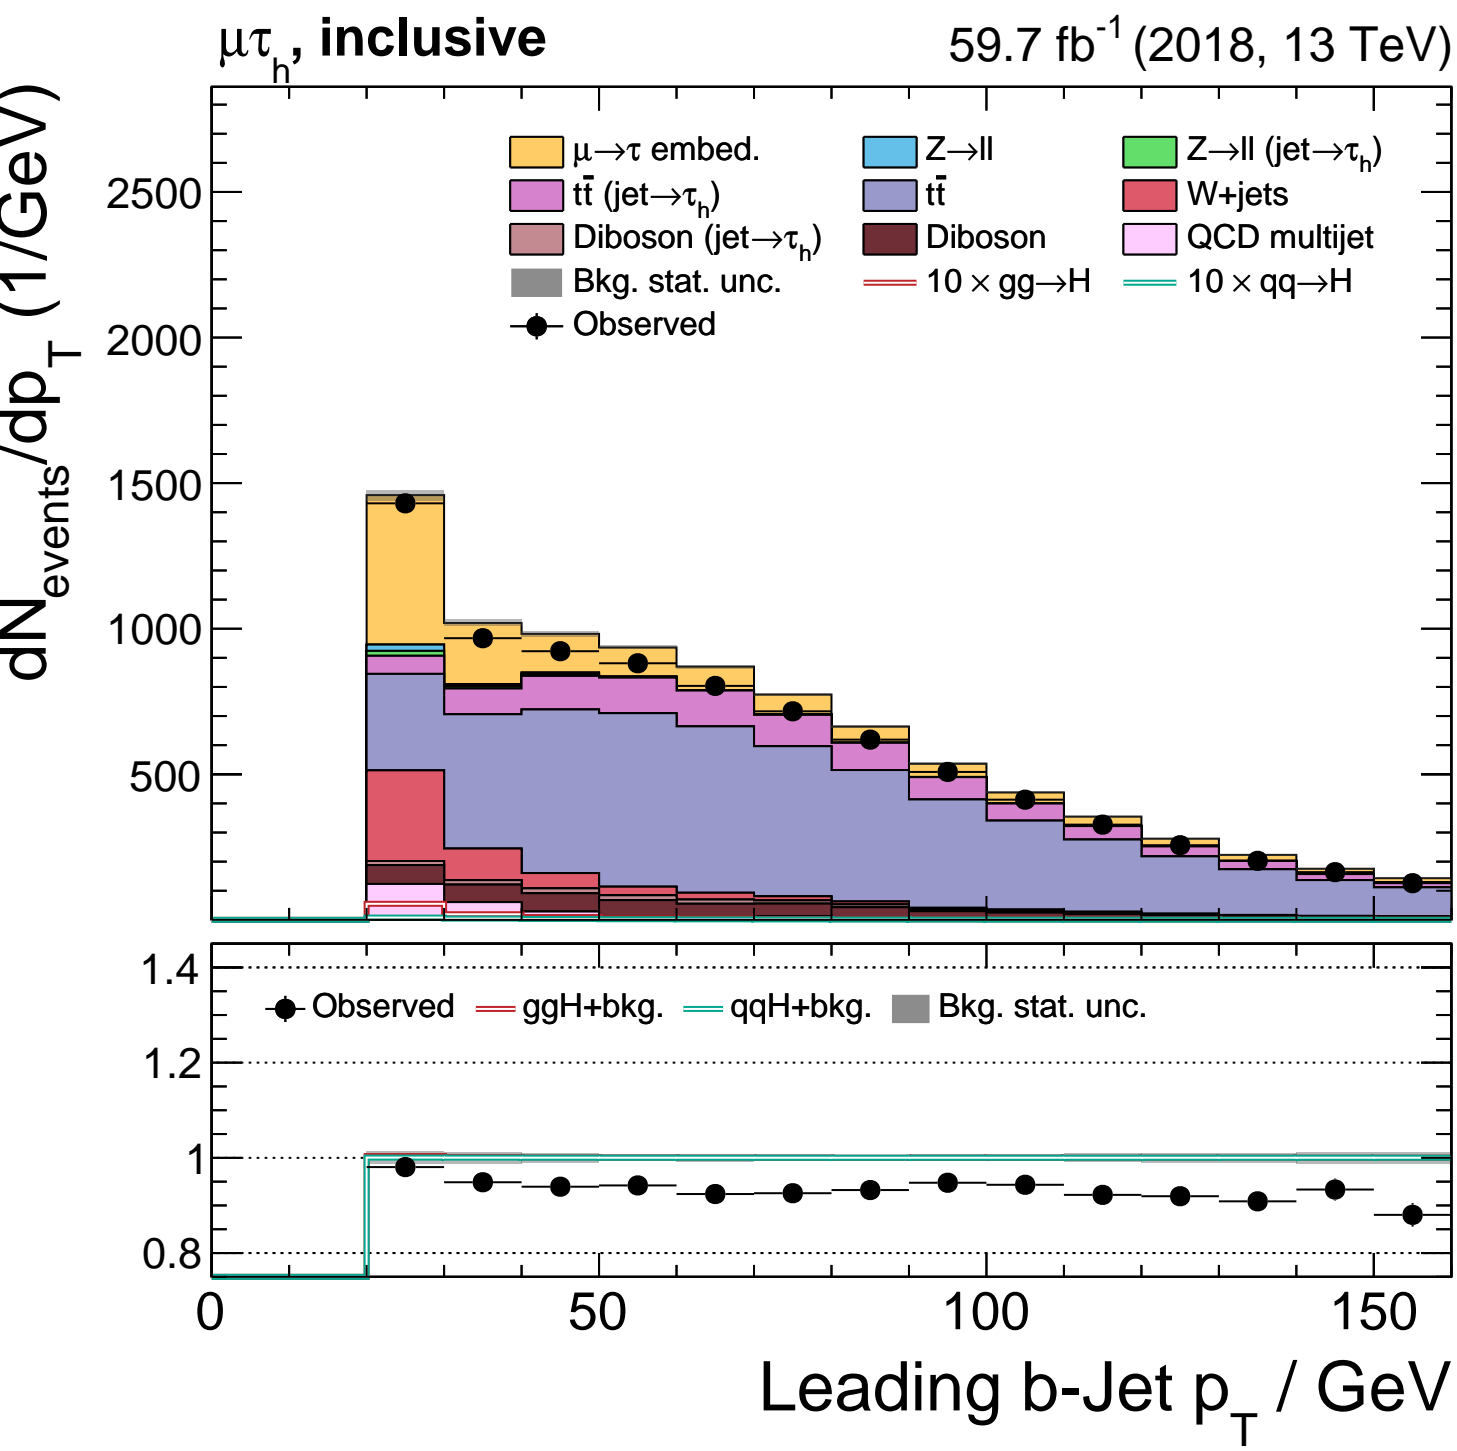 μτh, inclusive
59.7 fb-1 (2018, 13 TeV)
dNevents/dpT (1/GeV)
μ→τ embed.
Z→ll
Z→ll (jet→τh)
tt̄ (jet→τh)
tt̄
W+jets
Diboson (jet→τh)
Diboson
QCD multijet
Bkg. stat. unc.
10 × gg→H
10 × qq→H
Observed
2500
2000
1500
1000
500
1.4
1.2
1
0.8
Observed
ggH+bkg.
qqH+bkg.
Bkg. stat. unc.
0
50
100
150
Leading b-Jet pT / GeV